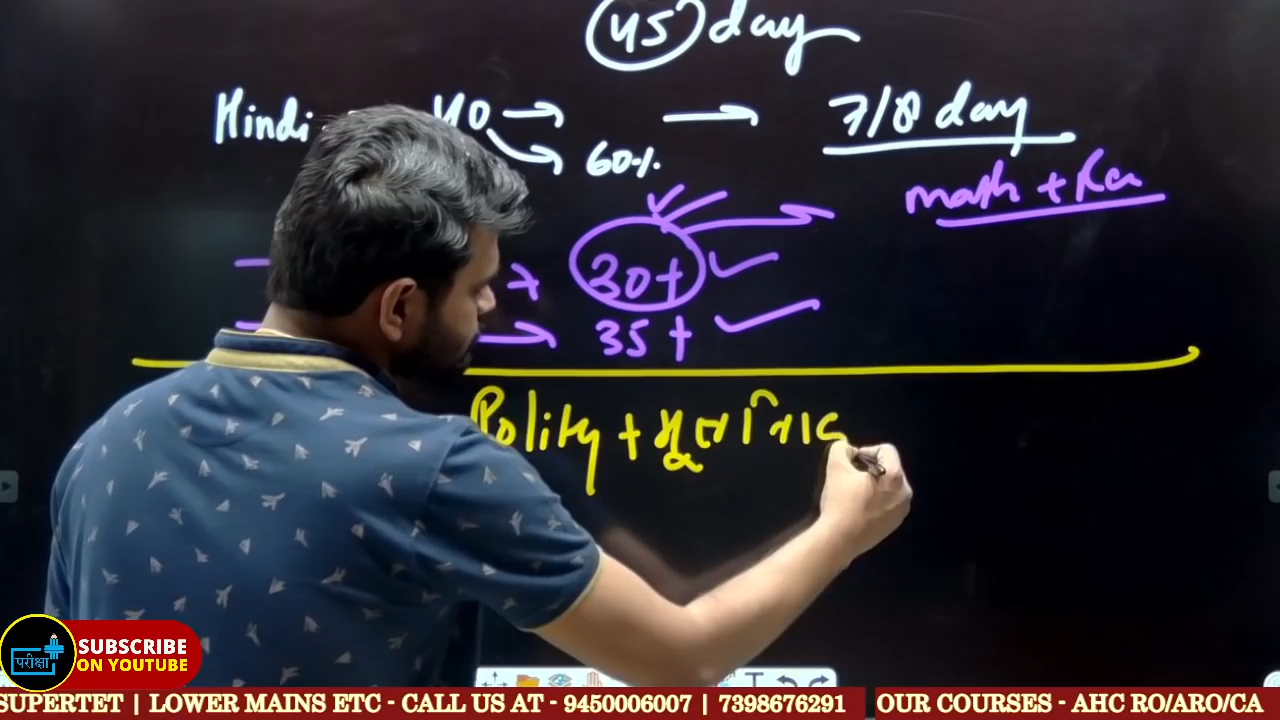 45 day
Hindi 40 → → 7/8 day
→ 60%
math + Rea
→ 30+
→ 35+
Polity + मूल
परीक्षा
SUBSCRIBE
ON YOUTUBE
SUPERTET | LOWER MAINS ETC - CALL US AT - 9450006007 | 7398676291 OUR COURSES - AHC RO/ARO/CA